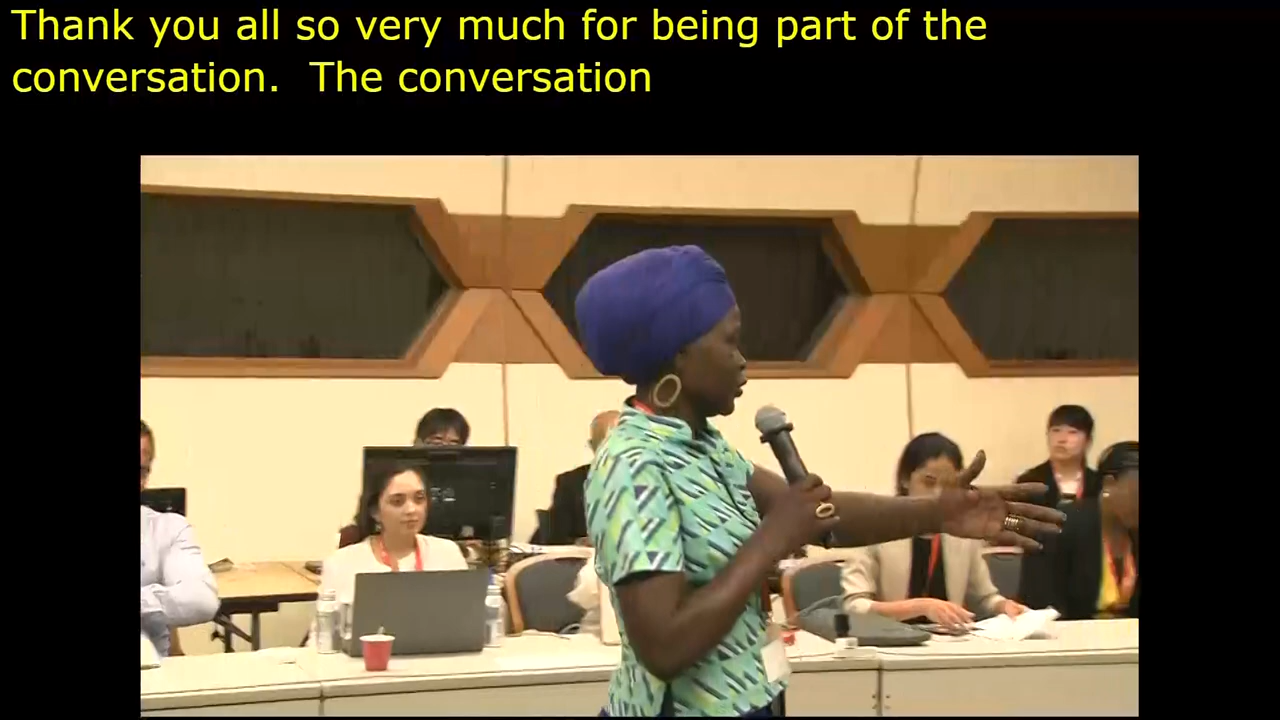 Thank you all so very much for being part of the
conversation.  The conversation